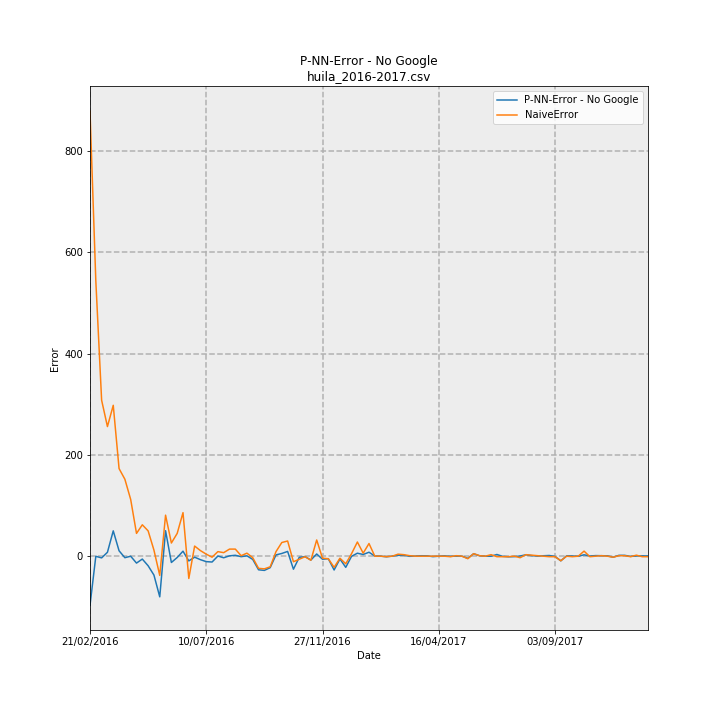 P-NN-Error - No Google
huila_2016-2017.csv
P-NN-Error - No Google
NaiveError
800
600
400
200
0
Error
21/02/2016
10/07/2016
27/11/2016
16/04/2017
03/09/2017
Date